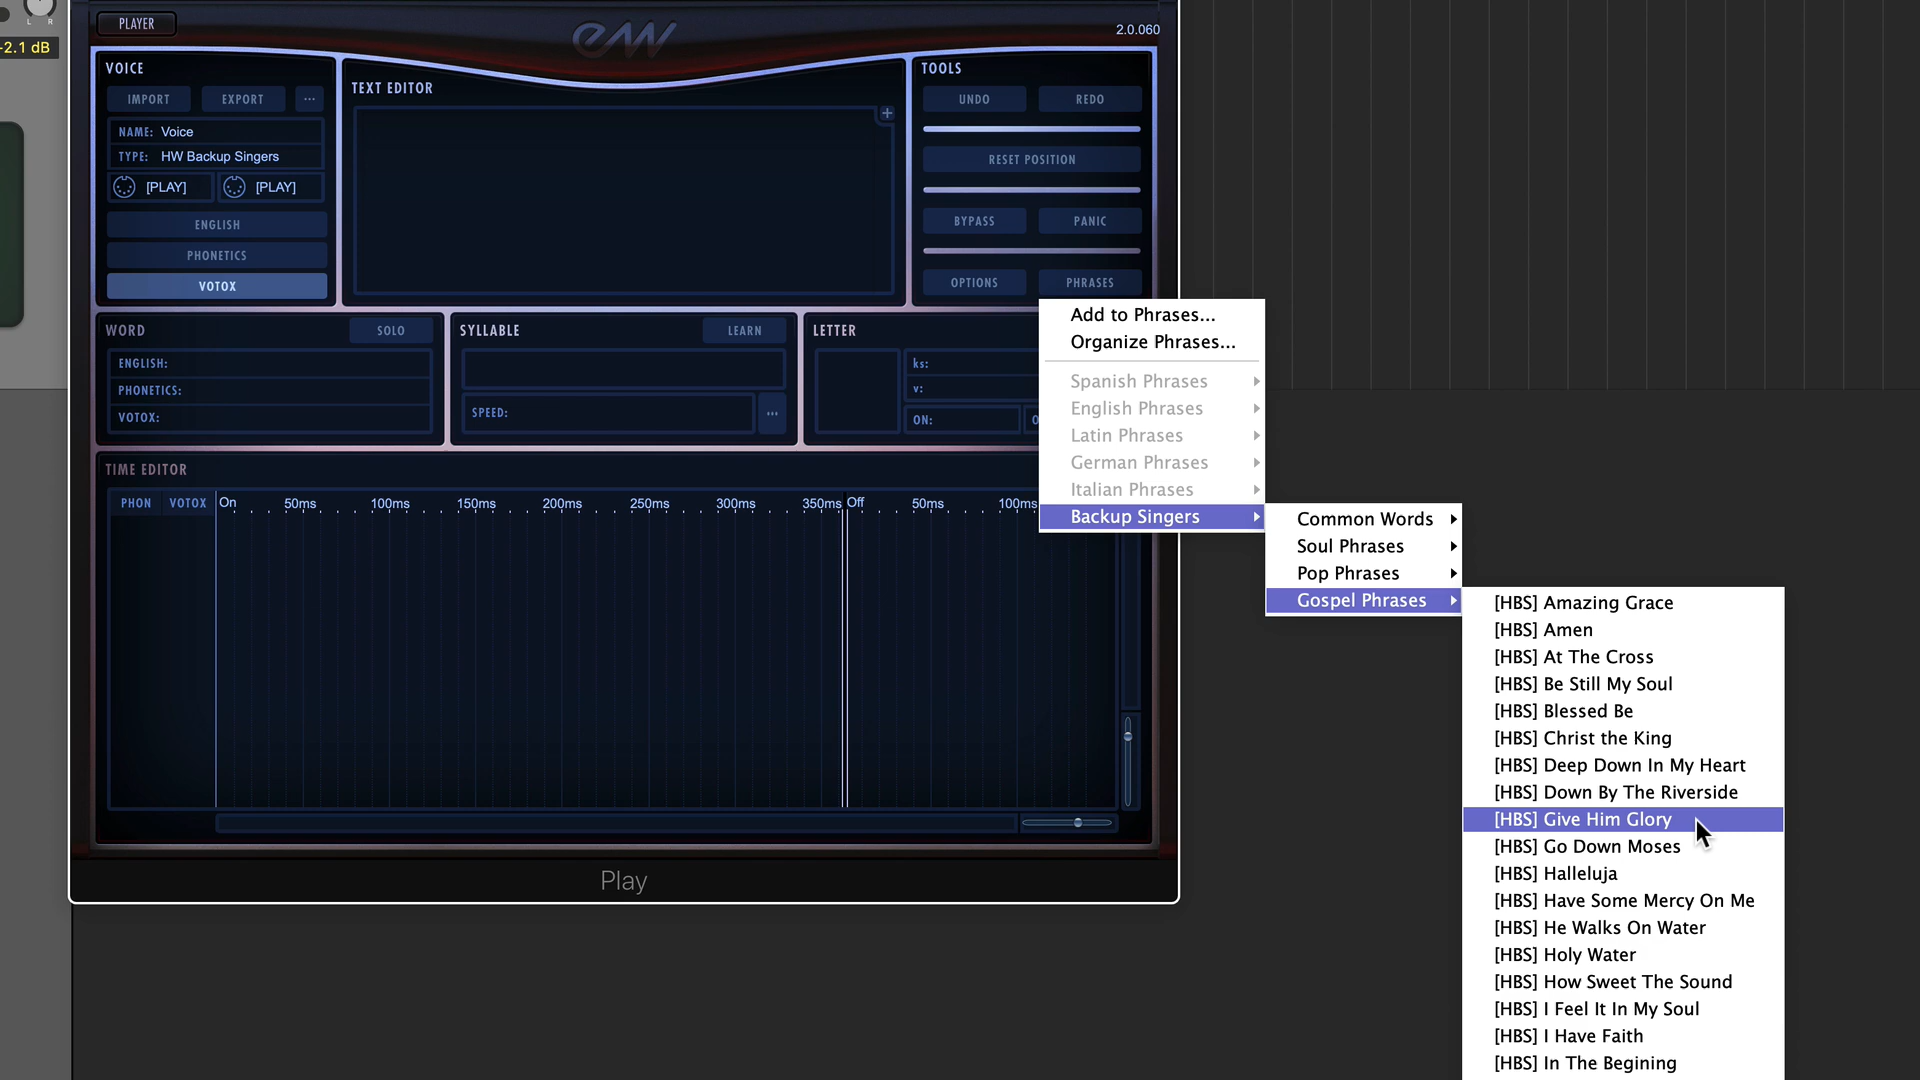 L R
-2.1 dB
PLAYER
ew
2.0.060
VOICE
IMPORT EXPORT ...
NAME: Voice
TYPE: HW Backup Singers
[PLAY] [PLAY]
ENGLISH
PHONETICS
VOTOX
TEXT EDITOR
+
TOOLS
UNDO REDO
RESET POSITION
BYPASS PANIC
OPTIONS PHRASES
WORD SOLO
ENGLISH:
PHONETICS:
VOTOX:
SYLLABLE LEARN
SPEED: ...
LETTER
ks:
v:
ON: O
TIME EDITOR
PHON VOTOX On 50ms 100ms 150ms 200ms 250ms 300ms 350ms Off 50ms 100ms
Play
Add to Phrases...
Organize Phrases...
Spanish Phrases
English Phrases
Latin Phrases
German Phrases
Italian Phrases
Backup Singers
Common Words
Soul Phrases
Pop Phrases
Gospel Phrases
[HBS] Amazing Grace
[HBS] Amen
[HBS] At The Cross
[HBS] Be Still My Soul
[HBS] Blessed Be
[HBS] Christ the King
[HBS] Deep Down In My Heart
[HBS] Down By The Riverside
[HBS] Give Him Glory
[HBS] Go Down Moses
[HBS] Halleluja
[HBS] Have Some Mercy On Me
[HBS] He Walks On Water
[HBS] Holy Water
[HBS] How Sweet The Sound
[HBS] I Feel It In My Soul
[HBS] I Have Faith
[HBS] In The Begining